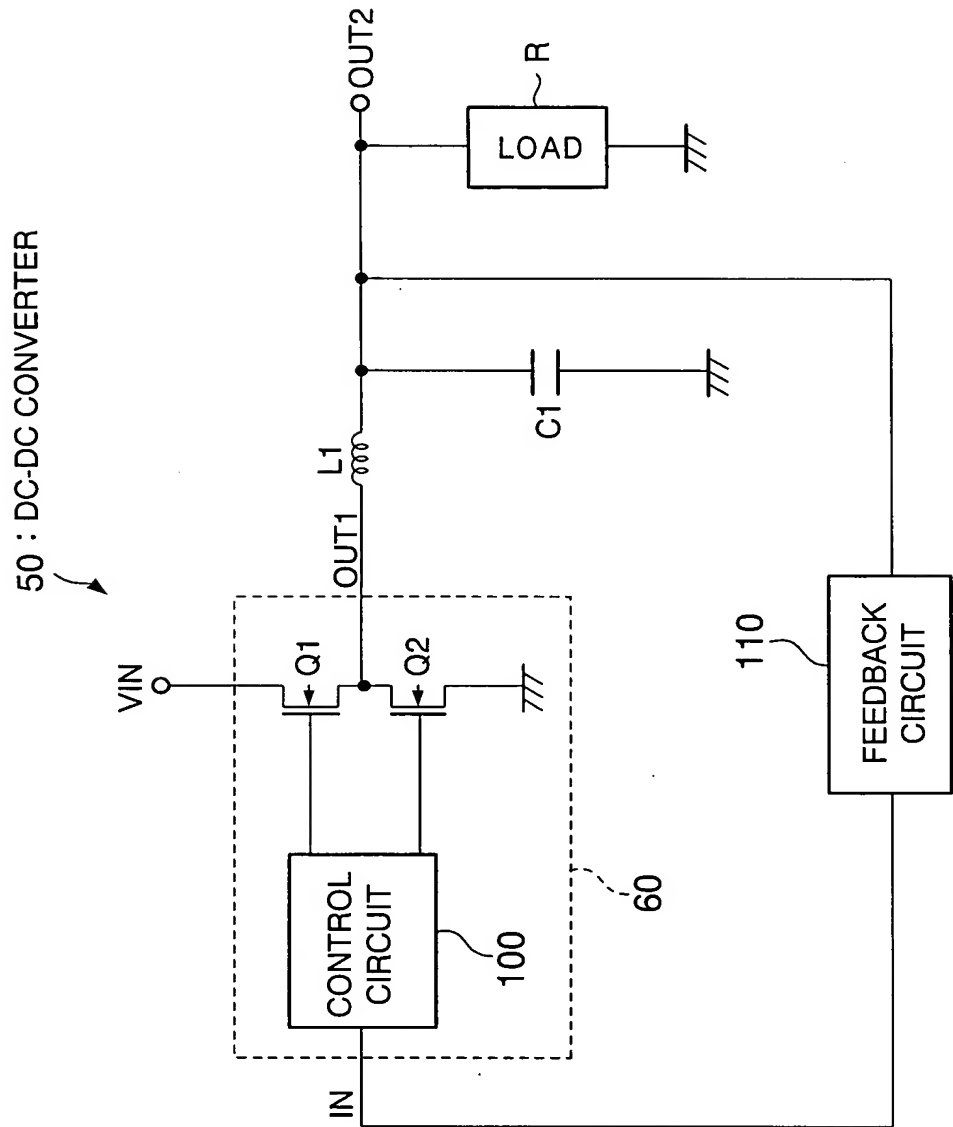 50 : DC-DC CONVERTER
VIN
Q1
Q2
OUT1
L1
C1
OUT2
R
LOAD
CONTROL
CIRCUIT
100
60
IN
110
FEEDBACK
CIRCUIT